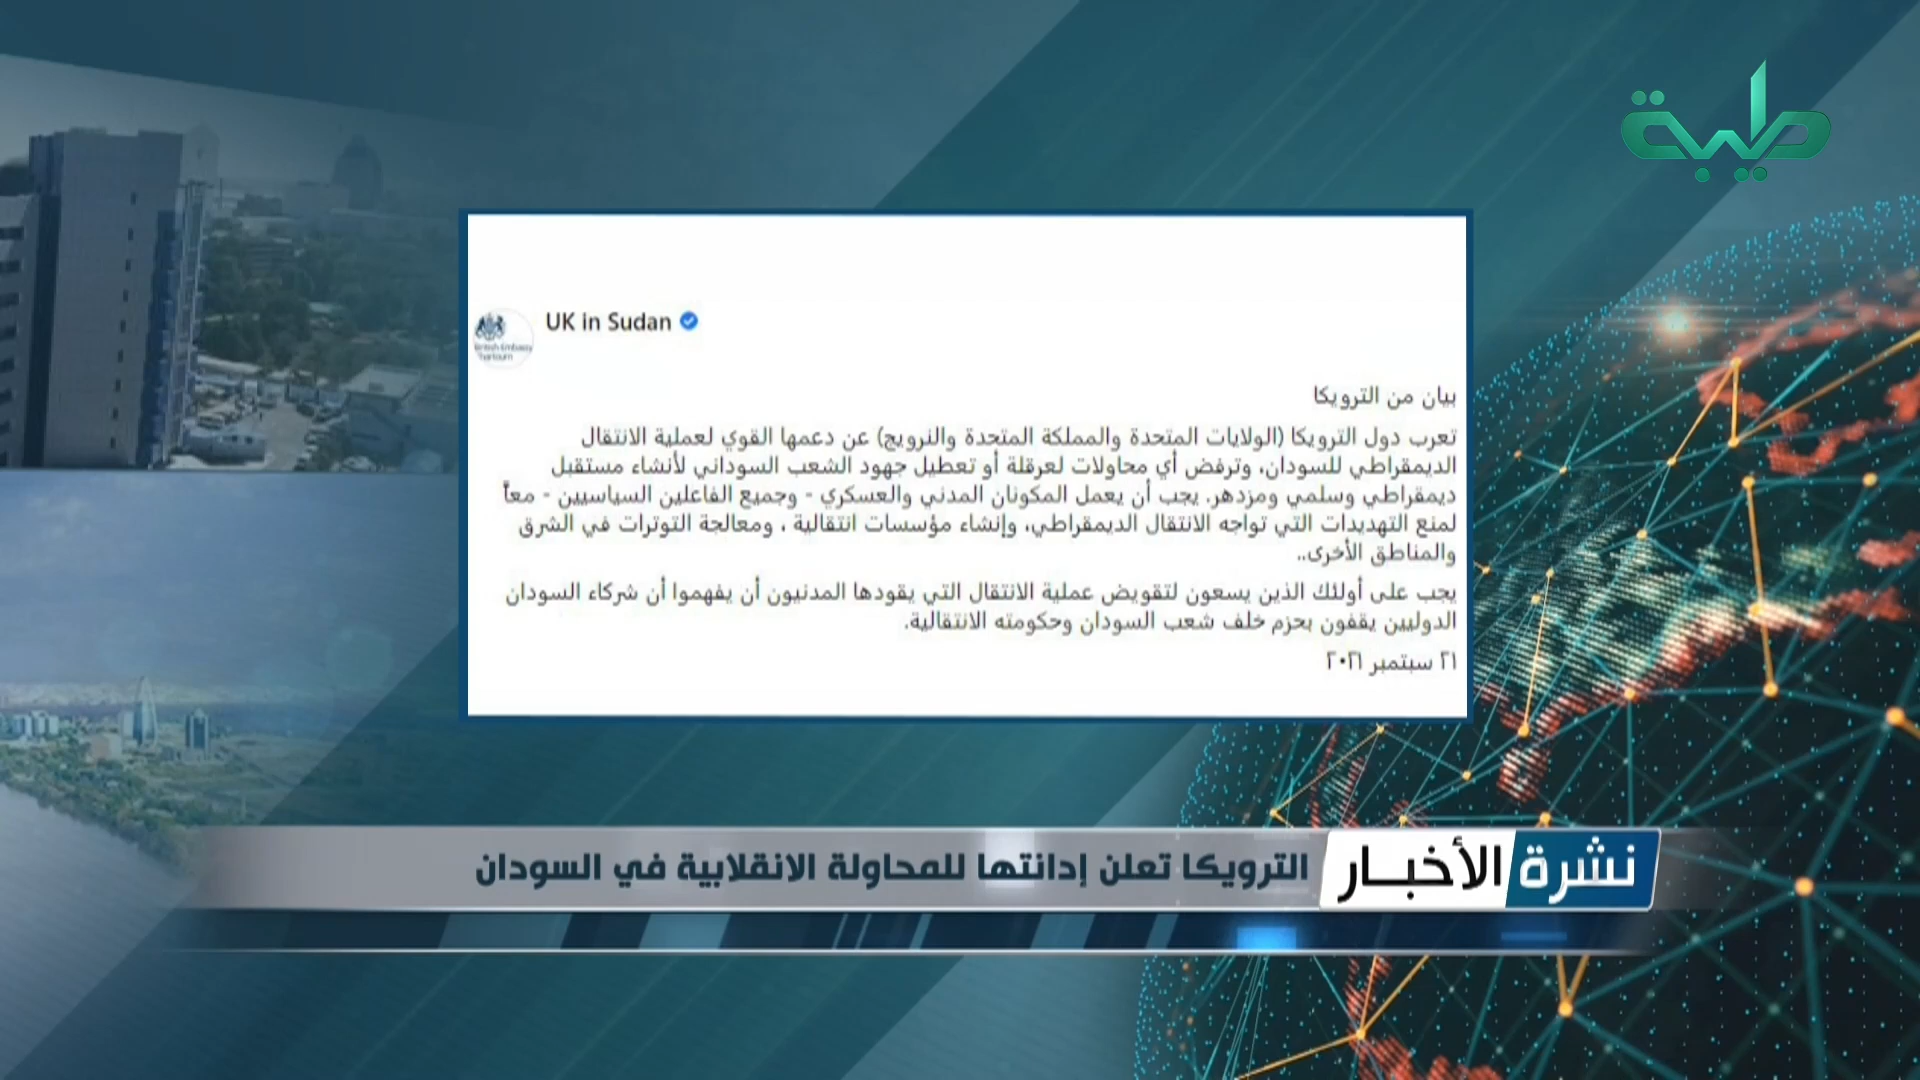 طيبة
UK in Sudan
British Embassy
Khartoum
بيان من الترويكا
تعرب دول الترويكا (الولايات المتحدة والمملكة المتحدة والنرويج) عن دعمها القوي لعملية الانتقال
الديمقراطي للسودان، وترفض أي محاولات لعرقلة أو تعطيل جهود الشعب السوداني لأنشاء مستقبل
ديمقراطي وسلمي ومزدهر. يجب أن يعمل المكونان المدني والعسكري - وجميع الفاعلين السياسيين - معاً
لمنع التهديدات التي تواجه الانتقال الديمقراطي، وإنشاء مؤسسات انتقالية ، ومعالجة التوترات في الشرق
والمناطق الأخرى..
يجب على أولئك الذين يسعون لتقويض عملية الانتقال التي يقودها المدنيون أن يفهموا أن شركاء السودان
الدوليين يقفون بحزم خلف شعب السودان وحكومته الانتقالية.
٢١ سبتمبر ٢٠٢١
نشرة الأخبار
الترويكا تعلن إدانتها للمحاولة الانقلابية في السودان